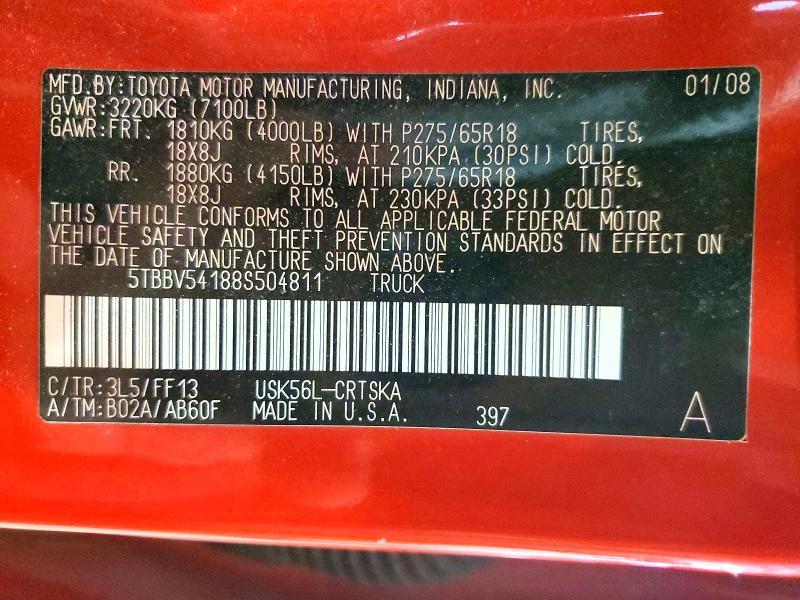 MFD.BY:TOYOTA MOTOR MANUFACTURING, INDIANA, INC. 01/08
GVWR:3220KG (7100LB)
GAWR:FRT. 1810KG (4000LB) WITH P275/65R18 TIRES,
18X8J RIMS, AT 210KPA (30PSI) COLD.
RR. 1880KG (4150LB) WITH P275/65R18 TIRES,
18X8J RIMS, AT 230KPA (33PSI) COLD.
THIS VEHICLE CONFORMS TO ALL APPLICABLE FEDERAL MOTOR
VEHICLE SAFETY AND THEFT PREVENTION STANDARDS IN EFFECT ON
THE DATE OF MANUFACTURE SHOWN ABOVE.
5TBBV54188S504811 TRUCK
C/TR:3L5/FF13 USK56L-CRTSKA
A/TM:B02A/AB60F MADE IN U.S.A. 397 A